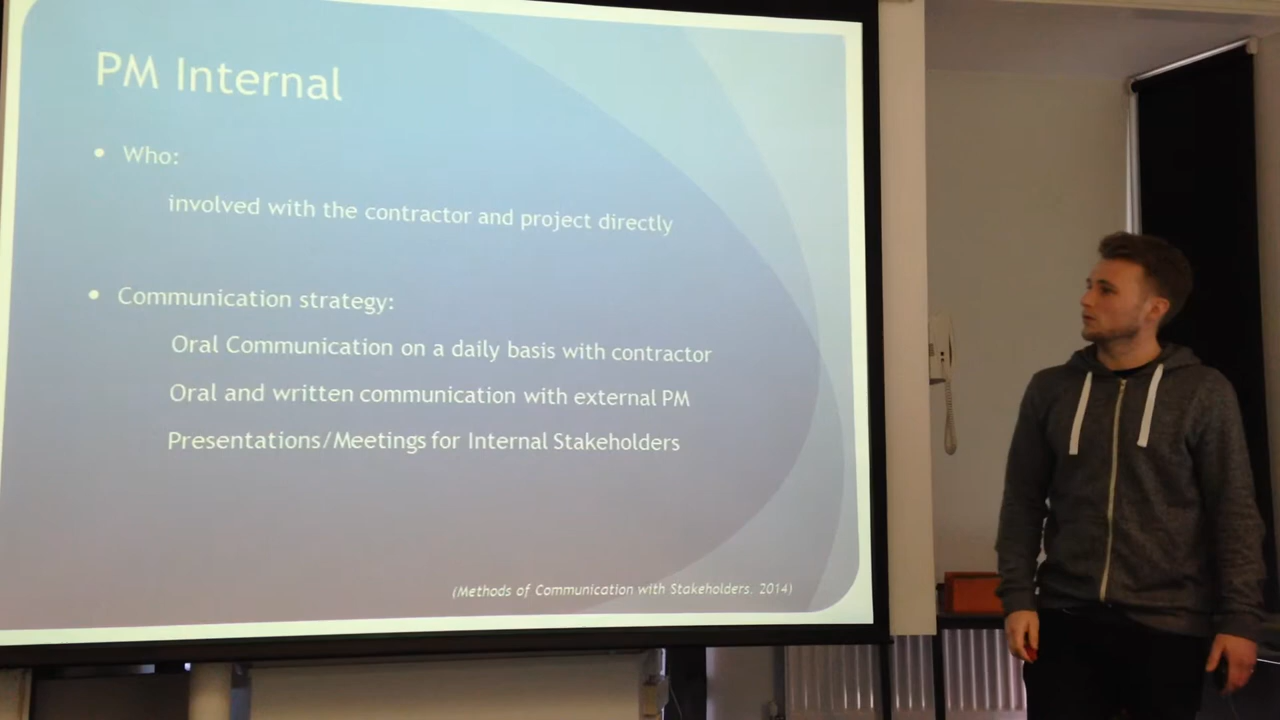 PM Internal
Who:
involved with the contractor and project directly
Communication strategy:
Oral Communication on a daily basis with contractor
Oral and written communication with external PM
Presentations/Meetings for Internal Stakeholders
(Methods of Communication with Stakeholders. 2014)